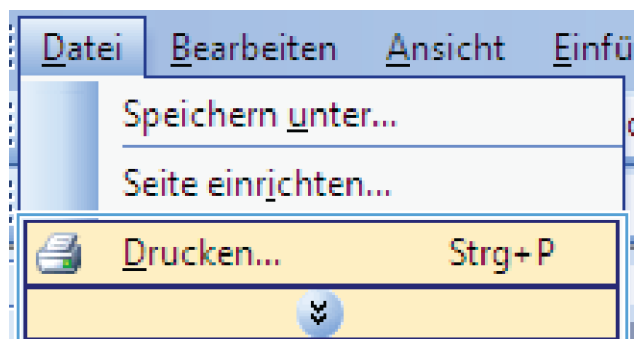 Datei Bearbeiten Ansicht Einfü
Speichern unter...
Seite einrichten...
Drucken... Strg+P